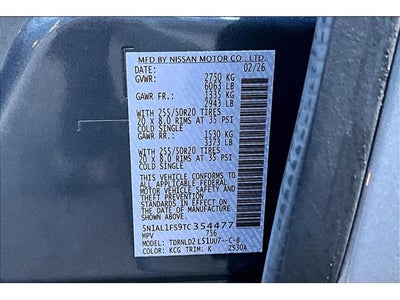 MFD BY NISSAN MOTOR CO., LTD.
DATE: 02/26
GVWR: 2750 KG
6063 LB
GAWR FR.: 1335 KG
2943 LB
WITH 255/50R20 TIRES
20 X 8.0 RIMS AT 35 PSI
COLD SINGLE
GAWR RR.: 1530 KG
3373 LB
WITH 255/50R20 TIRES
20 X 8.0 RIMS AT 35 PSI
COLD SINGLE
THIS VEHICLE CONFORMS TO ALL
APPLICABLE U.S. FEDERAL MOTOR
VEHICLE SAFETY AND THEFT
PREVENTION STANDARDS IN EFFECT
ON THE DATE OF MANUFACTURE
SHOWN ABOVE.
5N1AL1FS9TC354477
MPV 756
MODEL: TDRNLD2 L51UU7--C-B
COLOR: KCG TRIM: K Z530A